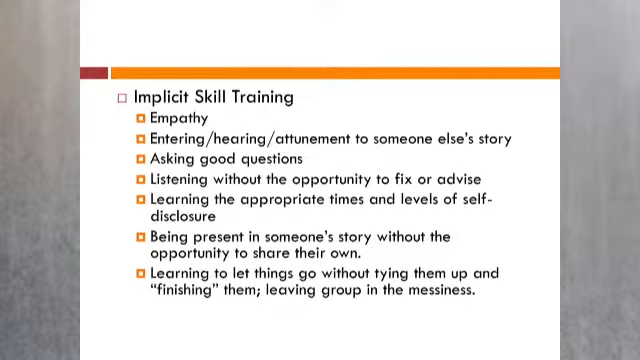 Implicit Skill Training
Empathy
Entering/hearing/attunement to someone else's story
Asking good questions
Listening without the opportunity to fix or advise
Learning the appropriate times and levels of self-
disclosure
Being present in someone's story without the
opportunity to share their own.
Learning to let things go without tying them up and
"finishing" them; leaving group in the messiness.